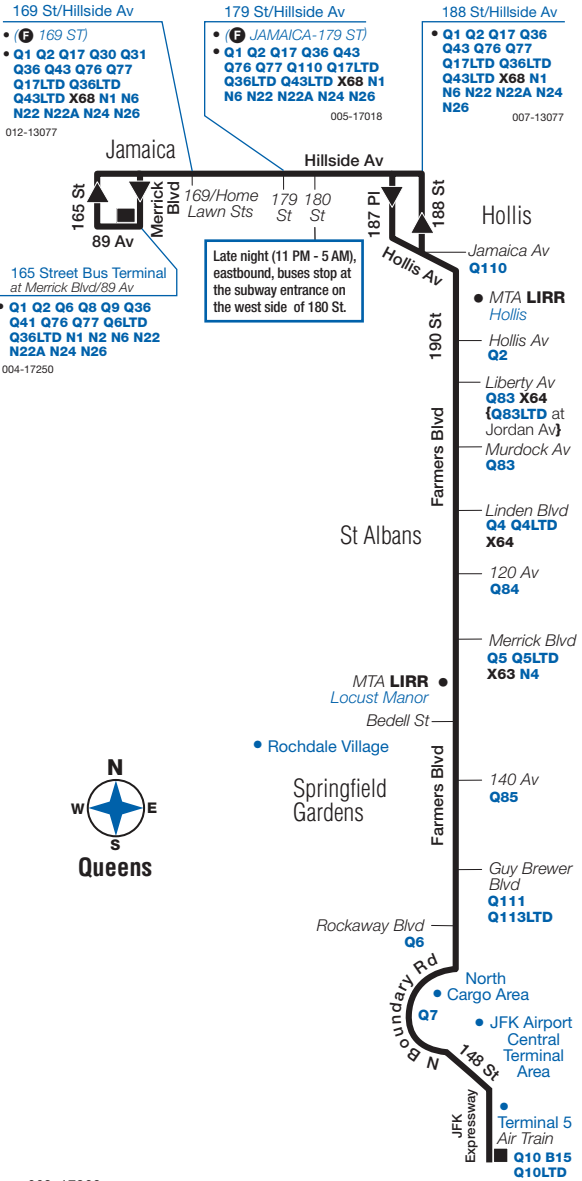 169 St/Hillside Av
• (F 169 ST)
• Q1 Q2 Q17 Q30 Q31
Q36 Q43 Q76 Q77
Q17LTD Q36LTD
Q43LTD X68 N1 N6
N22 N22A N24 N26
012-13077
179 St/Hillside Av
• (F JAMAICA-179 ST)
• Q1 Q2 Q17 Q36 Q43
Q76 Q77 Q110 Q17LTD
Q36LTD Q43LTD X68 N1
N6 N22 N22A N24 N26
005-17018
188 St/Hillside Av
• Q1 Q2 Q17 Q36
Q43 Q76 Q77
Q17LTD Q36LTD
Q43LTD X68 N1
N6 N22 N22A N24
N26
007-13077
Jamaica
Hillside Av
165 St
Merrick
Blvd
89 Av
169/Home
Lawn Sts
179
St
180
St
187 Pl
188 St
Hollis
Hollis Av
Late night (11 PM - 5 AM),
eastbound, buses stop at
the subway entrance on
the west side of 180 St.
165 Street Bus Terminal
at Merrick Blvd/89 Av
• Q1 Q2 Q6 Q8 Q9 Q36
Q41 Q76 Q77 Q6LTD
Q36LTD N1 N2 N6 N22
N22A N24 N26
004-17250
Jamaica Av
Q110
• MTA LIRR
Hollis
190 St
Hollis Av
Q2
Liberty Av
Q83 X64
{Q83LTD at
Jordan Av}
Farmers Blvd
Murdock Av
Q83
Linden Blvd
Q4 Q4LTD
X64
St Albans
120 Av
Q84
Merrick Blvd
Q5 Q5LTD
X63 N4
MTA LIRR •
Locust Manor
Bedell St
• Rochdale Village
Springfield
Gardens
Farmers Blvd
140 Av
Q85
N
W E
S
Queens
Guy Brewer
Blvd
Q111
Q113LTD
Rockaway Blvd
Q6
N Boundary Rd
• North
Cargo Area
Q7
• JFK Airport
Central
Terminal
Area
148 St
JFK
Expressway
• Terminal 5
Air Train
Q10 B15
Q10LTD